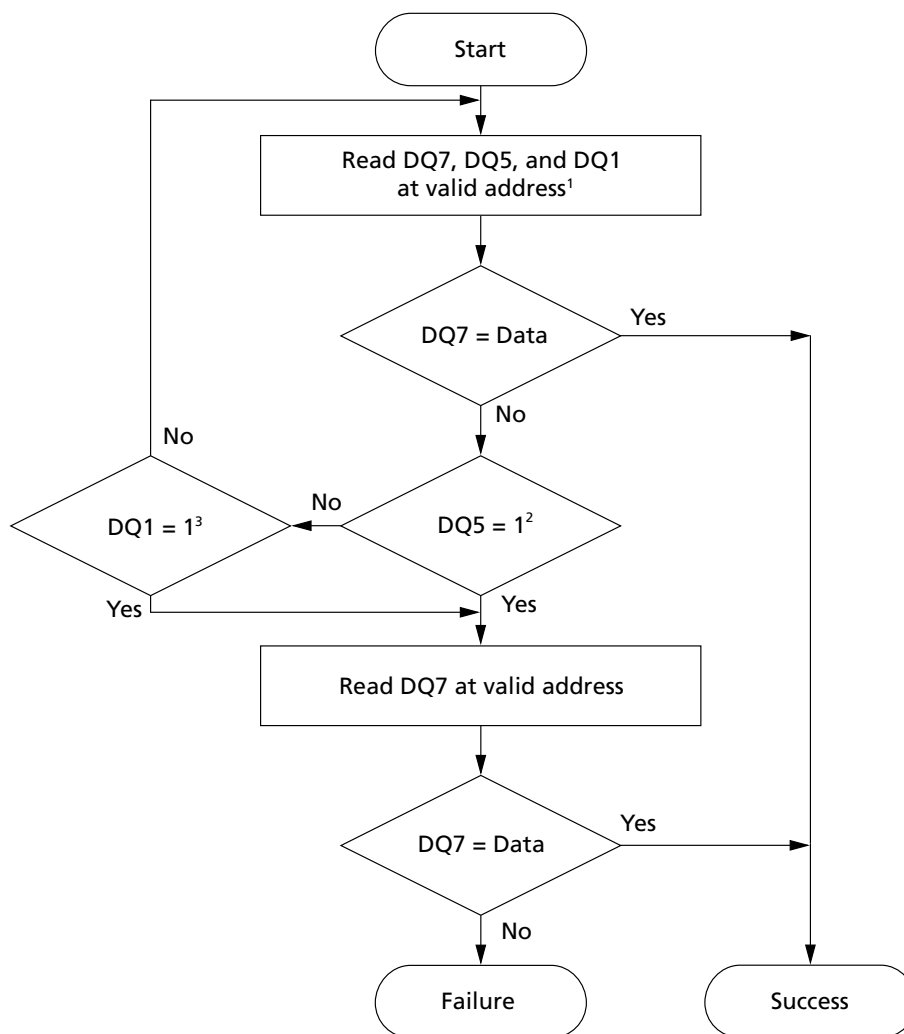 Start
Read DQ7, DQ5, and DQ1
at valid address¹
DQ7 = Data
Yes
No
DQ5 = 1²
No
DQ1 = 1³
No
Yes
Yes
Read DQ7 at valid address
DQ7 = Data
Yes
No
Failure
Success